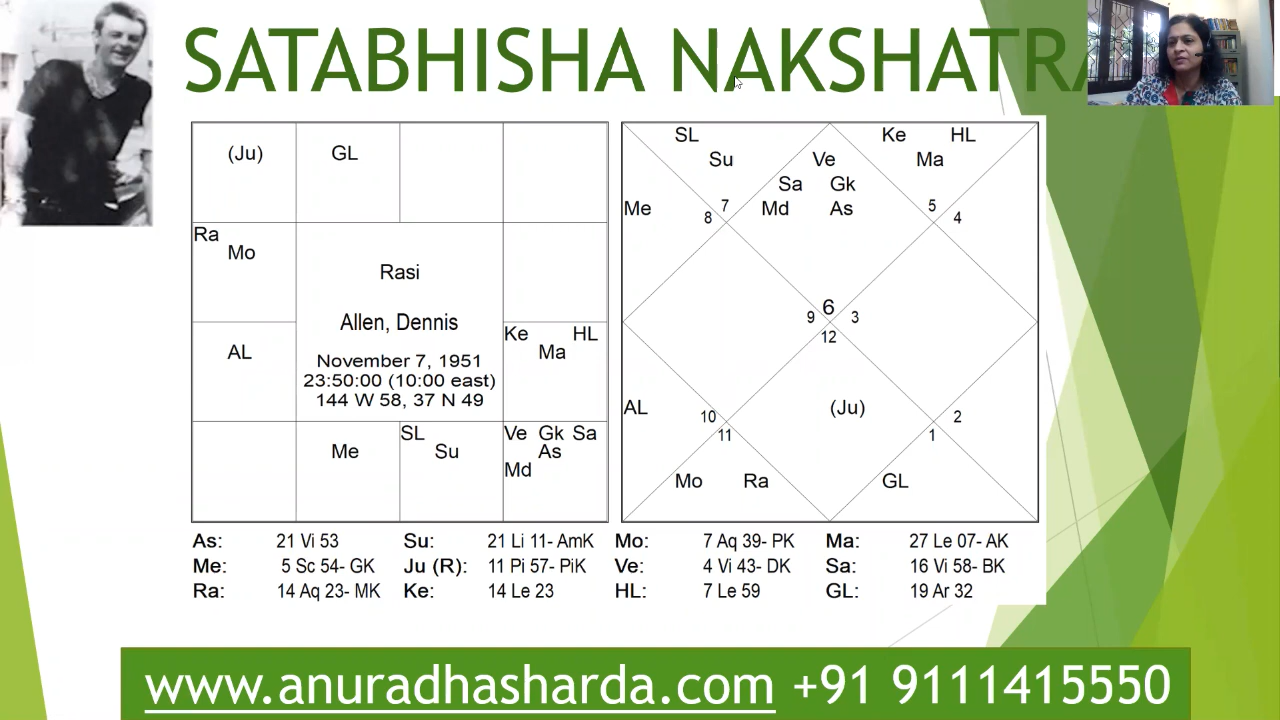 SATABHISHA NAKSHATRA
(Ju)
GL
Ra
Mo
AL
Rasi
Allen, Dennis
November 7, 1951
23:50:00 (10:00 east)
144 W 58, 37 N 49
Ke HL
Ma
Me
SL
Su
Ve Gk Sa
As
Md
SL
Su
Ve
Sa Gk
Md As
Ke HL
Ma
Me
8 7
5 4
6
9 3
12
AL
10
11
(Ju)
2
1
Mo Ra
GL
As: 21 Vi 53 Su: 21 Li 11- AmK Mo: 7 Aq 39- PK Ma: 27 Le 07- AK
Me: 5 Sc 54- GK Ju (R): 11 Pi 57- PiK Ve: 4 Vi 43- DK Sa: 16 Vi 58- BK
Ra: 14 Aq 23- MK Ke: 14 Le 23 HL: 7 Le 59 GL: 19 Ar 32
www.anuradhasharda.com +91 9111415550